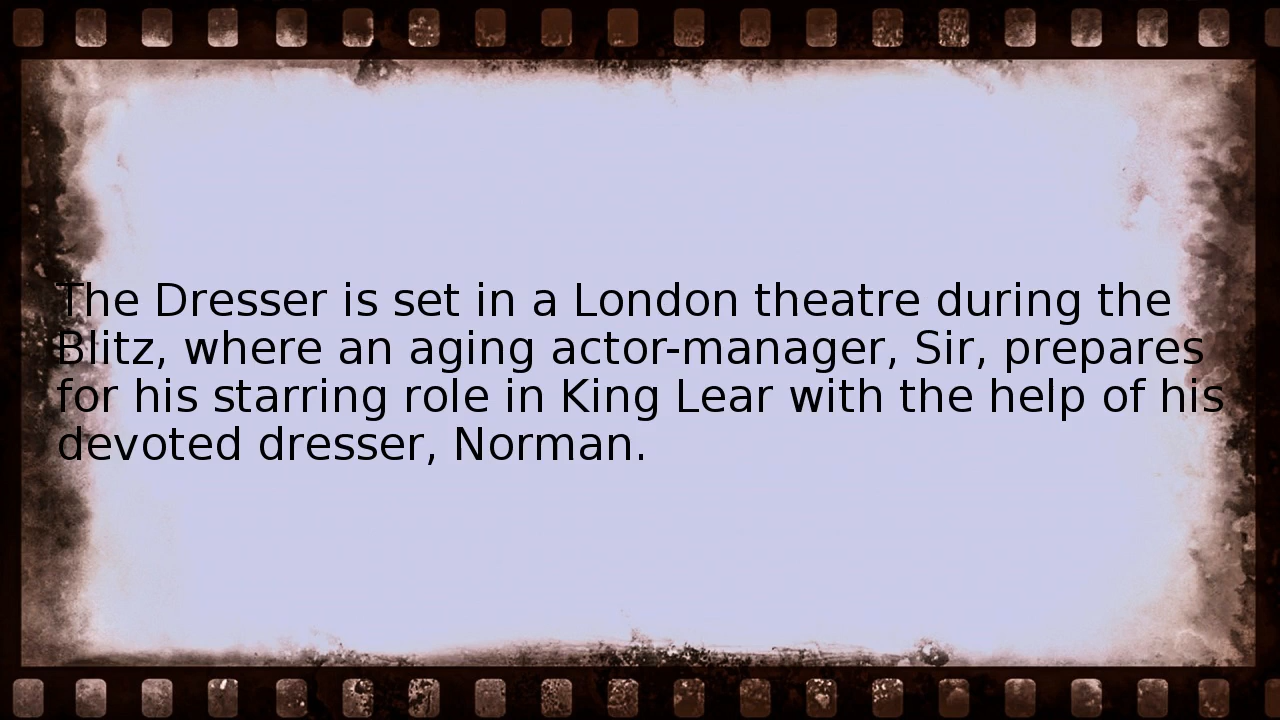 The Dresser is set in a London theatre during the
Blitz, where an aging actor-manager, Sir, prepares
for his starring role in King Lear with the help of his
devoted dresser, Norman.